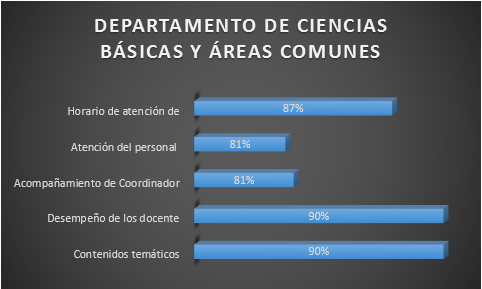 DEPARTAMENTO DE CIENCIAS
BÁSICAS Y ÁREAS COMUNES
Horario de atención de
87%
Atención del personal
81%
Acompañamiento de Coordinador
81%
Desempeño de los docente
90%
Contenidos temáticos
90%